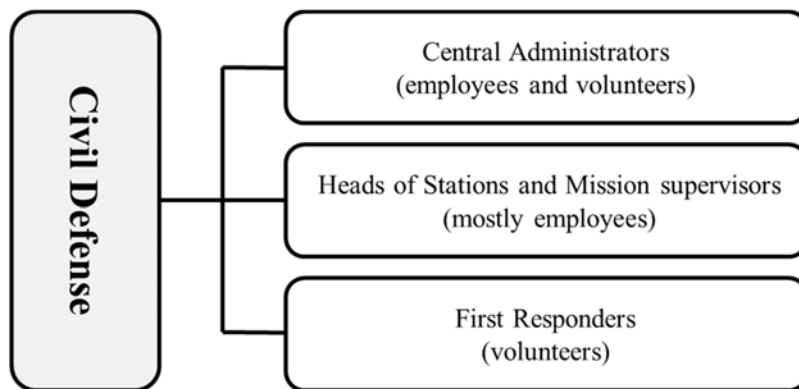 Civil Defense
Central Administrators
(employees and volunteers)
Heads of Stations and Mission supervisors
(mostly employees)
First Responders
(volunteers)